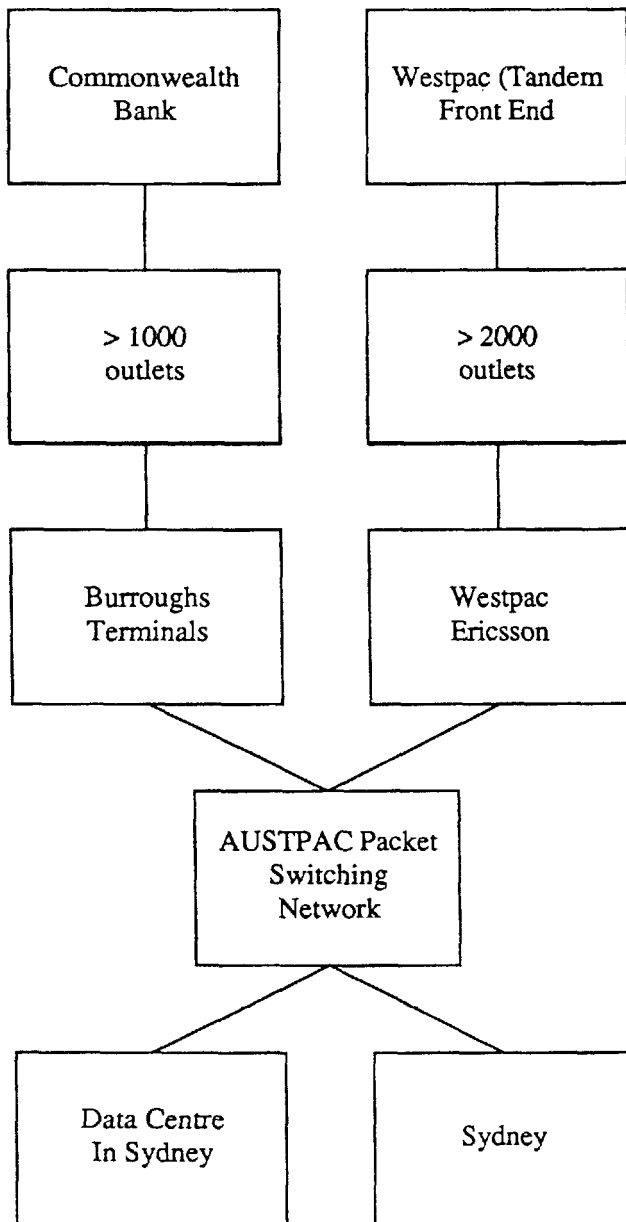 Commonwealth
Bank
Westpac (Tandem
Front End
> 1000
outlets
> 2000
outlets
Burroughs
Terminals
Westpac
Ericsson
AUSTPAC Packet
Switching
Network
Data Centre
In Sydney
Sydney